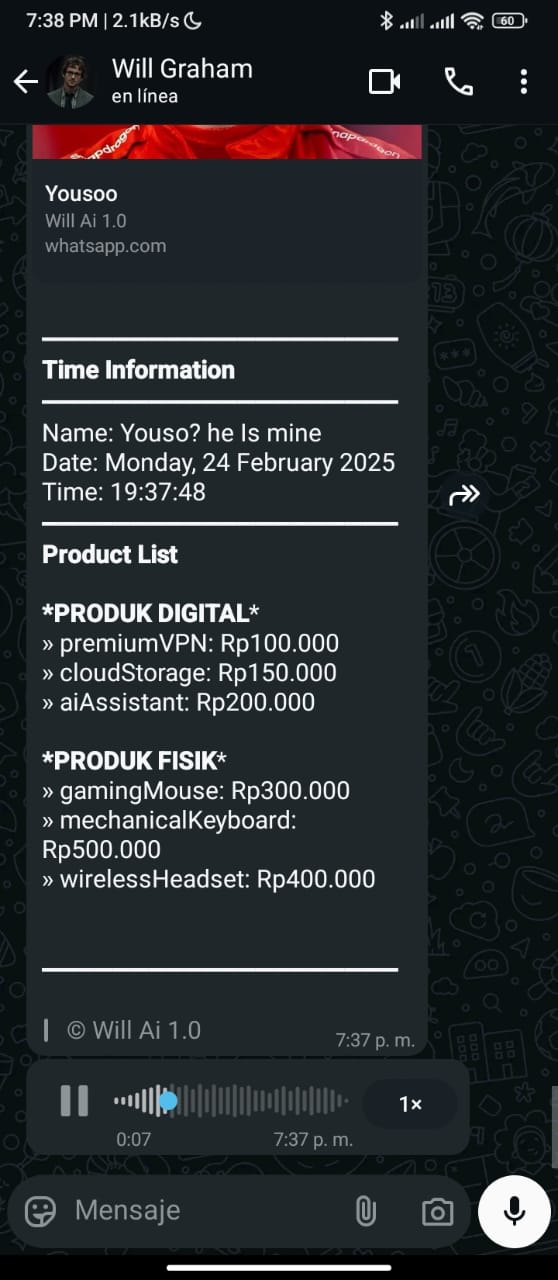 7:38 PM | 2.1kB/s
60
Will Graham
en línea
apdragon
napdragon
Yousoo
Will Ai 1.0
whatsapp.com
Time Information
Name: Youso? he Is mine
Date: Monday, 24 February 2025
Time: 19:37:48
Product List
*PRODUK DIGITAL*
» premiumVPN: Rp100.000
» cloudStorage: Rp150.000
» aiAssistant: Rp200.000
*PRODUK FISIK*
» gamingMouse: Rp300.000
» mechanicalKeyboard:
Rp500.000
» wirelessHeadset: Rp400.000
© Will Ai 1.0
7:37 p. m.
1×
0:07
7:37 p. m.
Mensaje